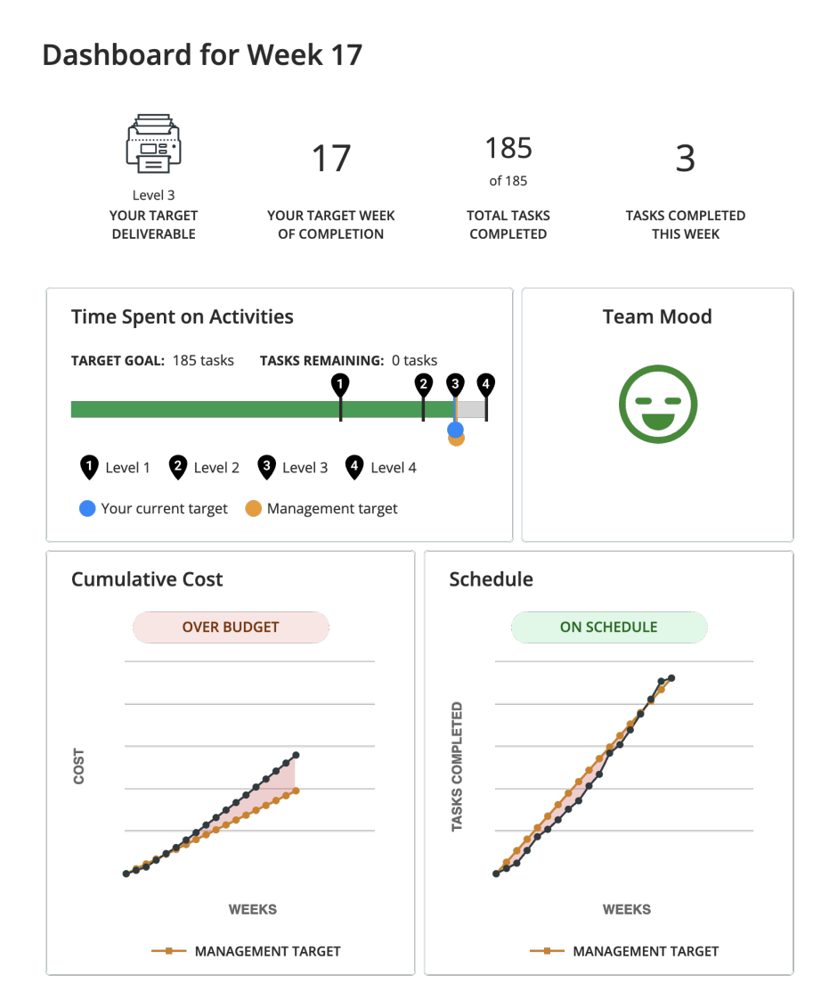 Dashboard for Week 17
Level 3
YOUR TARGET
DELIVERABLE
17
YOUR TARGET WEEK
OF COMPLETION
185
of 185
TOTAL TASKS
COMPLETED
3
TASKS COMPLETED
THIS WEEK
Time Spent on Activities
TARGET GOAL: 185 tasks TASKS REMAINING: 0 tasks
1 2 3 4
1 Level 1 2 Level 2 3 Level 3 4 Level 4
Your current target Management target
Team Mood
Cumulative Cost
OVER BUDGET
COST
WEEKS
MANAGEMENT TARGET
Schedule
ON SCHEDULE
TASKS COMPLETED
WEEKS
MANAGEMENT TARGET